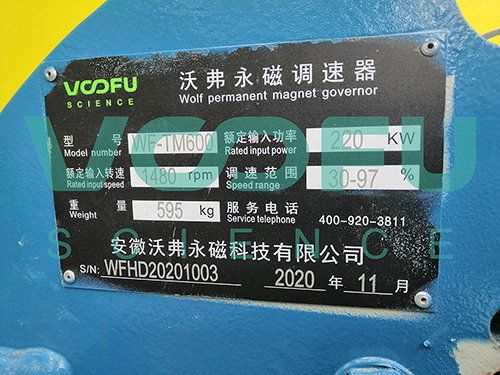 VOOFU
SCIENCE
沃弗永磁调速器
Wolf permanent magnet governor
型号 WF-TM600 额定输入功率 220 KW
Model number Rated input power
额定输入转速 1480 rpm 调速范围 30-97 %
Rated input speed Speed range
重量 595 kg 服务电话 400-920-3811
Weight Service telephone
安徽沃弗永磁科技有限公司
S/N: WFHD20201003 2020 年 11 月
VOOFU
SCIENCE